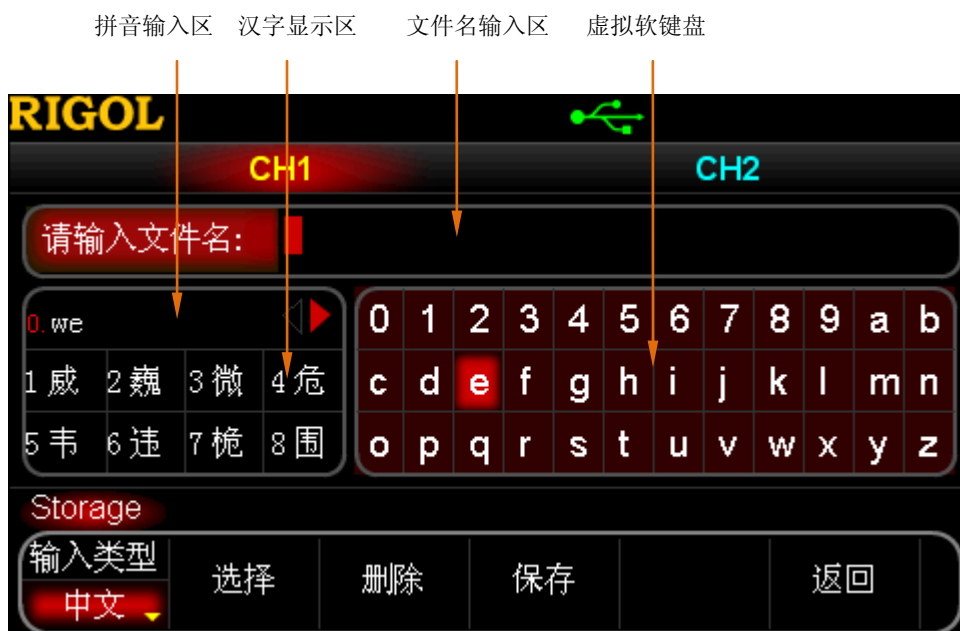 拼音输入区 汉字显示区 文件名输入区 虚拟软键盘
RIGOL
CH1 CH2
请输入文件名:
0. we
1 威 2 巍 3 微 4 危
5 韦 6 违 7 桅 8 围
0 1 2 3 4 5 6 7 8 9 a b
c d e f g h i j k l m n
o p q r s t u v w x y z
Storage
输入类型
中文
选择 删除 保存 返回